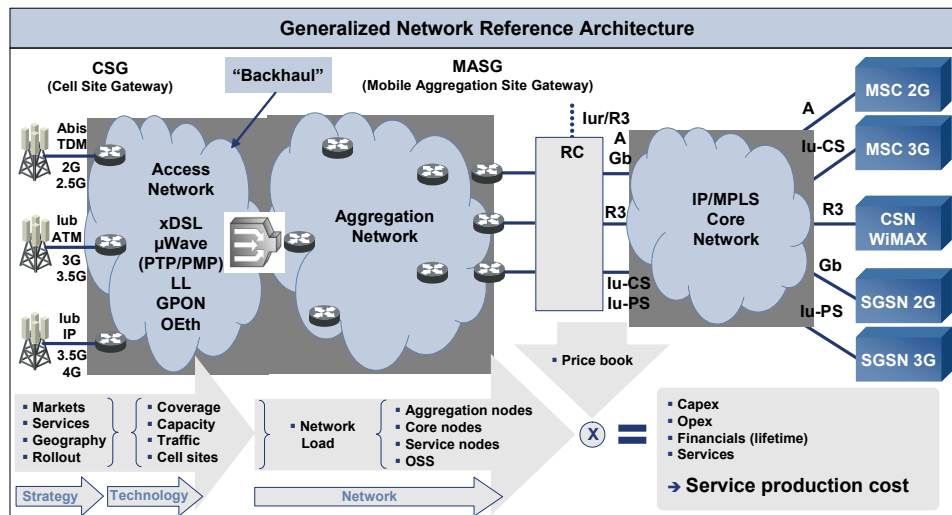 Generalized Network Reference Architecture
CSG
(Cell Site Gateway)
“Backhaul”
MASG
(Mobile Aggregation Site Gateway)
Abis
TDM
2G
2.5G
Iub
ATM
3G
3.5G
Iub
IP
3.5G
4G
Access
Network
xDSL
µWave
(PTP/PMP)
LL
GPON
OEth
Aggregation
Network
Iur/R3
RC
A
Gb
R3
Iu-CS
Iu-PS
IP/MPLS
Core
Network
A
Iu-CS
R3
Gb
Iu-PS
MSC 2G
MSC 3G
CSN
WiMAX
SGSN 2G
SGSN 3G
▪ Price book
▪ Markets
▪ Services
▪ Geography
▪ Rollout
▪ Coverage
▪ Capacity
▪ Traffic
▪ Cell sites
▪ Network
Load
▪ Aggregation nodes
▪ Core nodes
▪ Service nodes
▪ OSS
X
=
▪ Capex
▪ Opex
▪ Financials (lifetime)
▪ Services
→ Service production cost
Strategy
Technology
Network